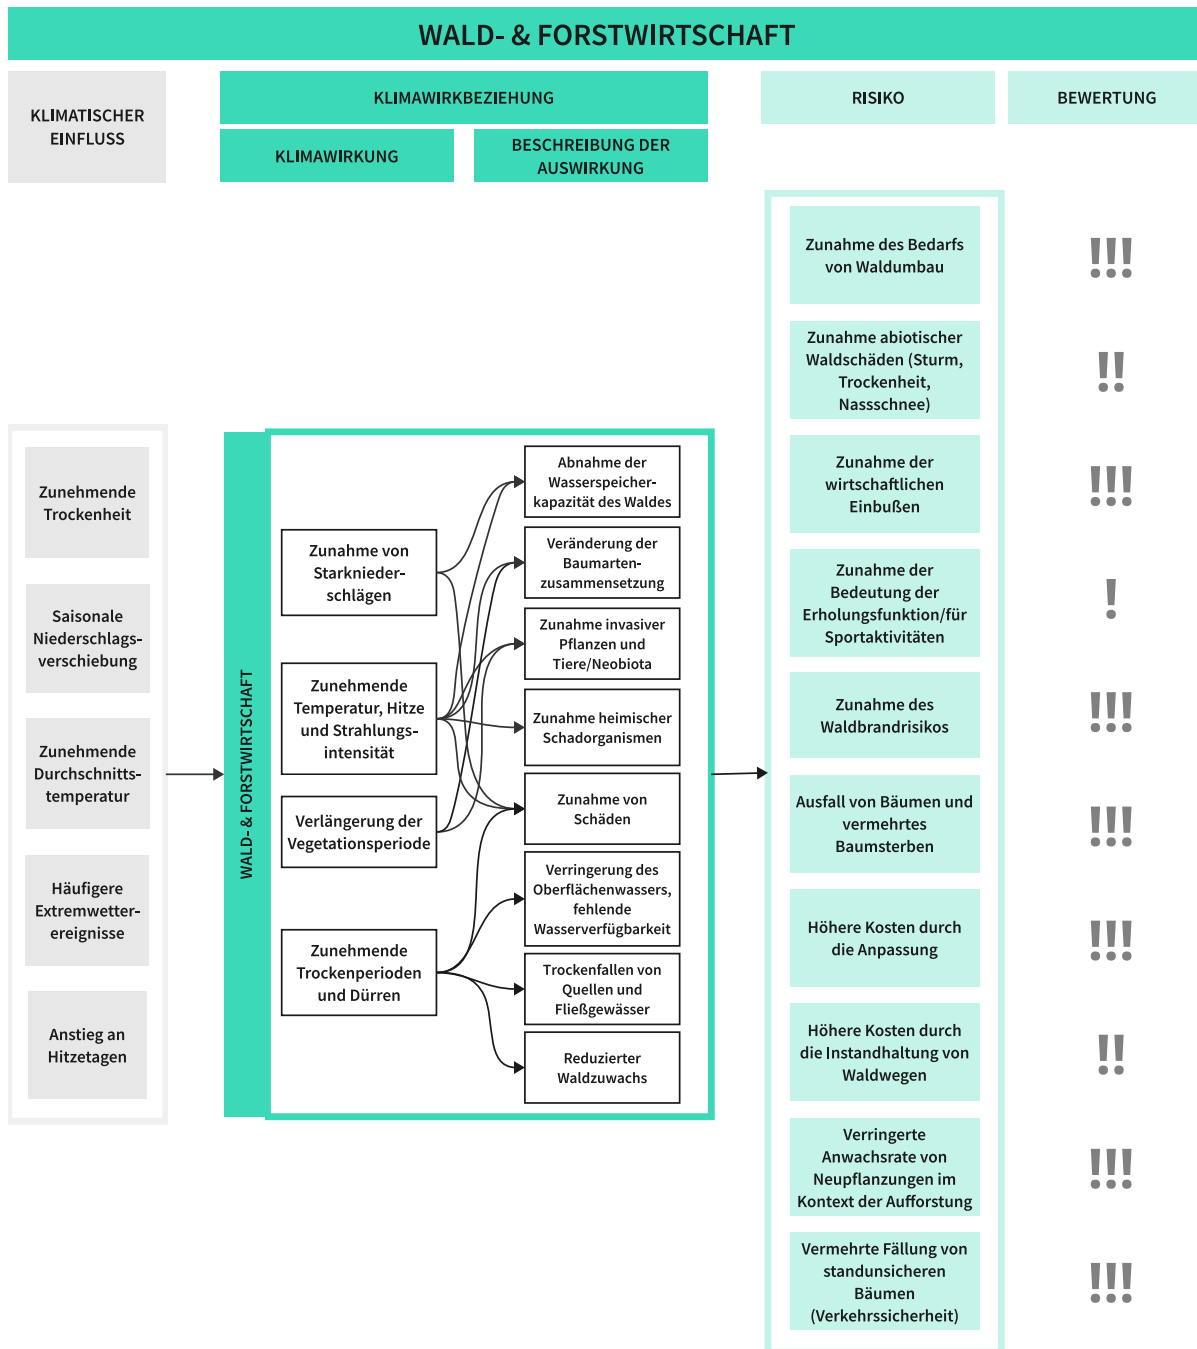 WALD- & FORSTWIRTSCHAFT
KLIMATISCHER
EINFLUSS
KLIMAWIRKBEZIEHUNG
KLIMAWIRKUNG
BESCHREIBUNG DER
AUSWIRKUNG
RISIKO
BEWERTUNG
Zunehmende
Trockenheit
Saisonale
Niederschlags-
verschiebung
Zunehmende
Durchschnitts-
temperatur
Häufigere
Extremwetter-
ereignisse
Anstieg an
Hitzetagen
WALD- & FORSTWIRTSCHAFT
Zunahme von
Starknieder-
schlägen
Zunehmende
Temperatur, Hitze
und Strahlungs-
intensität
Verlängerung der
Vegetationsperiode
Zunehmende
Trockenperioden
und Dürren
Abnahme der
Wasserspeicher-
kapazität des Waldes
Veränderung der
Baumarten-
zusammensetzung
Zunahme invasiver
Pflanzen und
Tiere/Neobiota
Zunahme heimischer
Schadorganismen
Zunahme von
Schäden
Verringerung des
Oberflächenwassers,
fehlende
Wasserverfügbarkeit
Trockenfallen von
Quellen und
Fließgewässer
Reduzierter
Waldzuwachs
Zunahme des Bedarfs
von Waldumbau
!!!
Zunahme abiotischer
Waldschäden (Sturm,
Trockenheit,
Nassschnee)
!!
Zunahme der
wirtschaftlichen
Einbußen
!!!
Zunahme der
Bedeutung der
Erholungsfunktion/für
Sportaktivitäten
!
Zunahme des
Waldbrandrisikos
!!!
Ausfall von Bäumen und
vermehrtes
Baumsterben
!!!
Höhere Kosten durch
die Anpassung
!!!
Höhere Kosten durch
die Instandhaltung von
Waldwegen
!!
Verringerte
Anwachsrate von
Neupflanzungen im
Kontext der Aufforstung
!!!
Vermehrte Fällung von
standunsicheren
Bäumen
(Verkehrssicherheit)
!!!